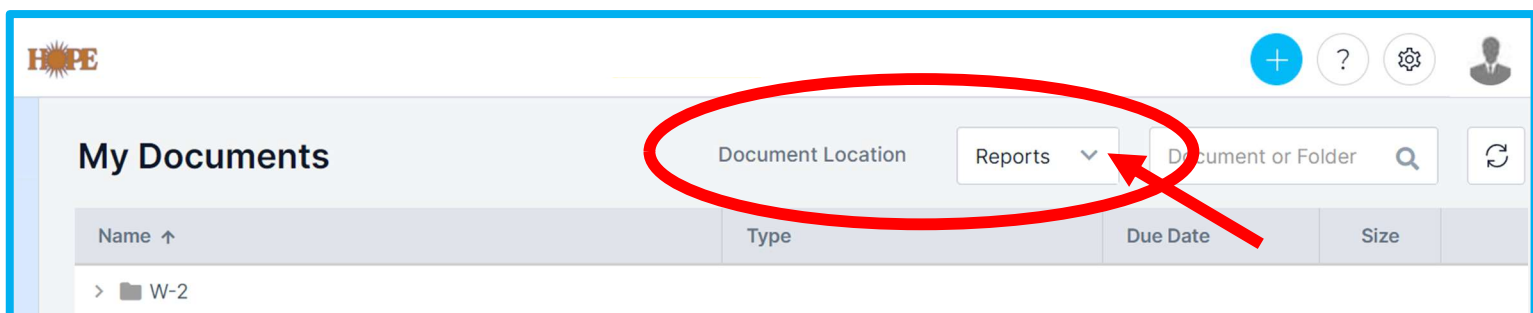 HOPE
?
My Documents
Document Location
Reports
Document or Folder
Name ↑
Type
Due Date
Size
W-2